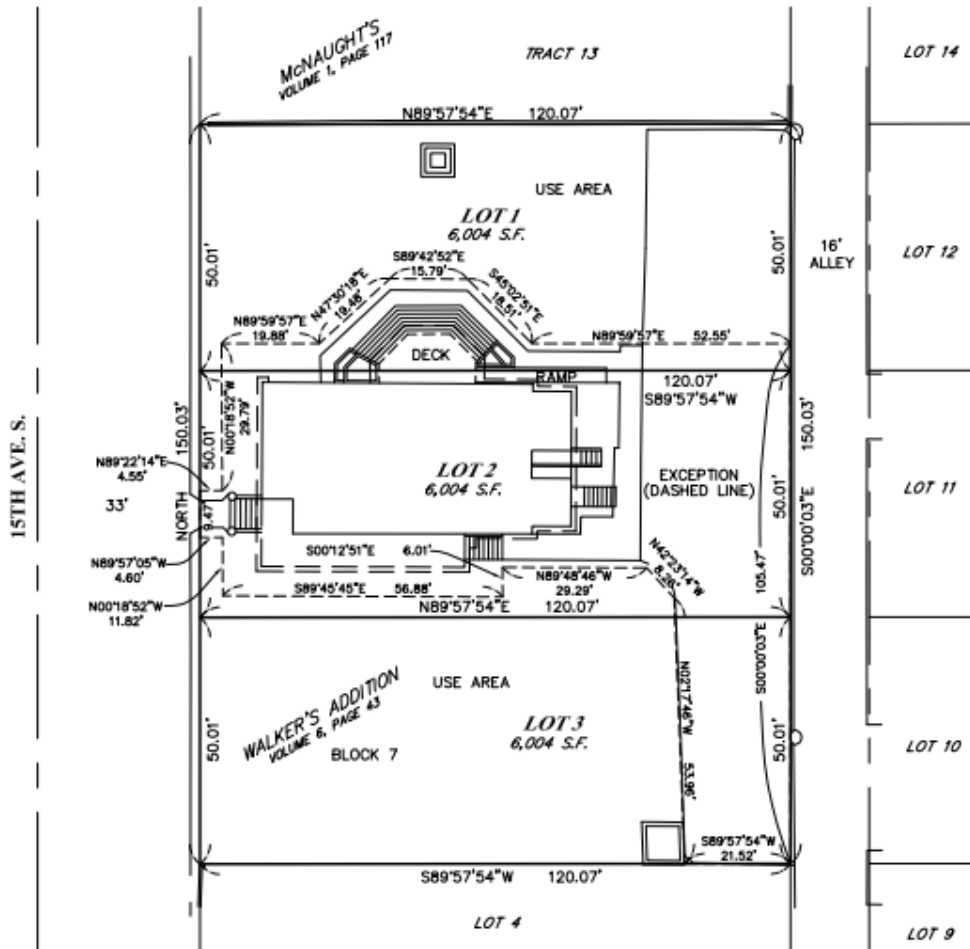 McNAUGHT'S
VOLUME 1, PAGE 117
TRACT 13
LOT 14
N89°57'54"E 120.07'
USE AREA
LOT 1
6,004 S.F.
50.01'
50.01'
16'
ALLEY
LOT 12
S89°42'52"E
15.79'
N47°30'18"E
19.48'
S45°02'51"E
18.51'
N89°59'57"E
19.88'
N89°59'57"E 52.55'
DECK
RAMP
120.07'
S89°57'54"W
15TH AVE. S.
150.03'
50.01'
N00°18'52"W
29.79'
N89°22'14"E
4.55'
33'
NORTH
9.47'
LOT 2
6,004 S.F.
EXCEPTION
(DASHED LINE)
50.01'
150.03'
S00°00'03"E
105.47'
S00°00'03"E
LOT 11
N89°57'05"W
4.60'
N00°18'52"W
11.82'
S00°12'51"E 6.01'
S89°45'45"E 56.88'
N89°48'46"W
29.29'
N42°23'14"W
8.26'
N89°57'54"E 120.07'
USE AREA
WALKER'S ADDITION
VOLUME 6, PAGE 43
BLOCK 7
LOT 3
6,004 S.F.
50.01'
N02°17'46"W 53.96'
50.01'
LOT 10
S89°57'54"W
21.52'
S89°57'54"W 120.07'
LOT 4
LOT 9